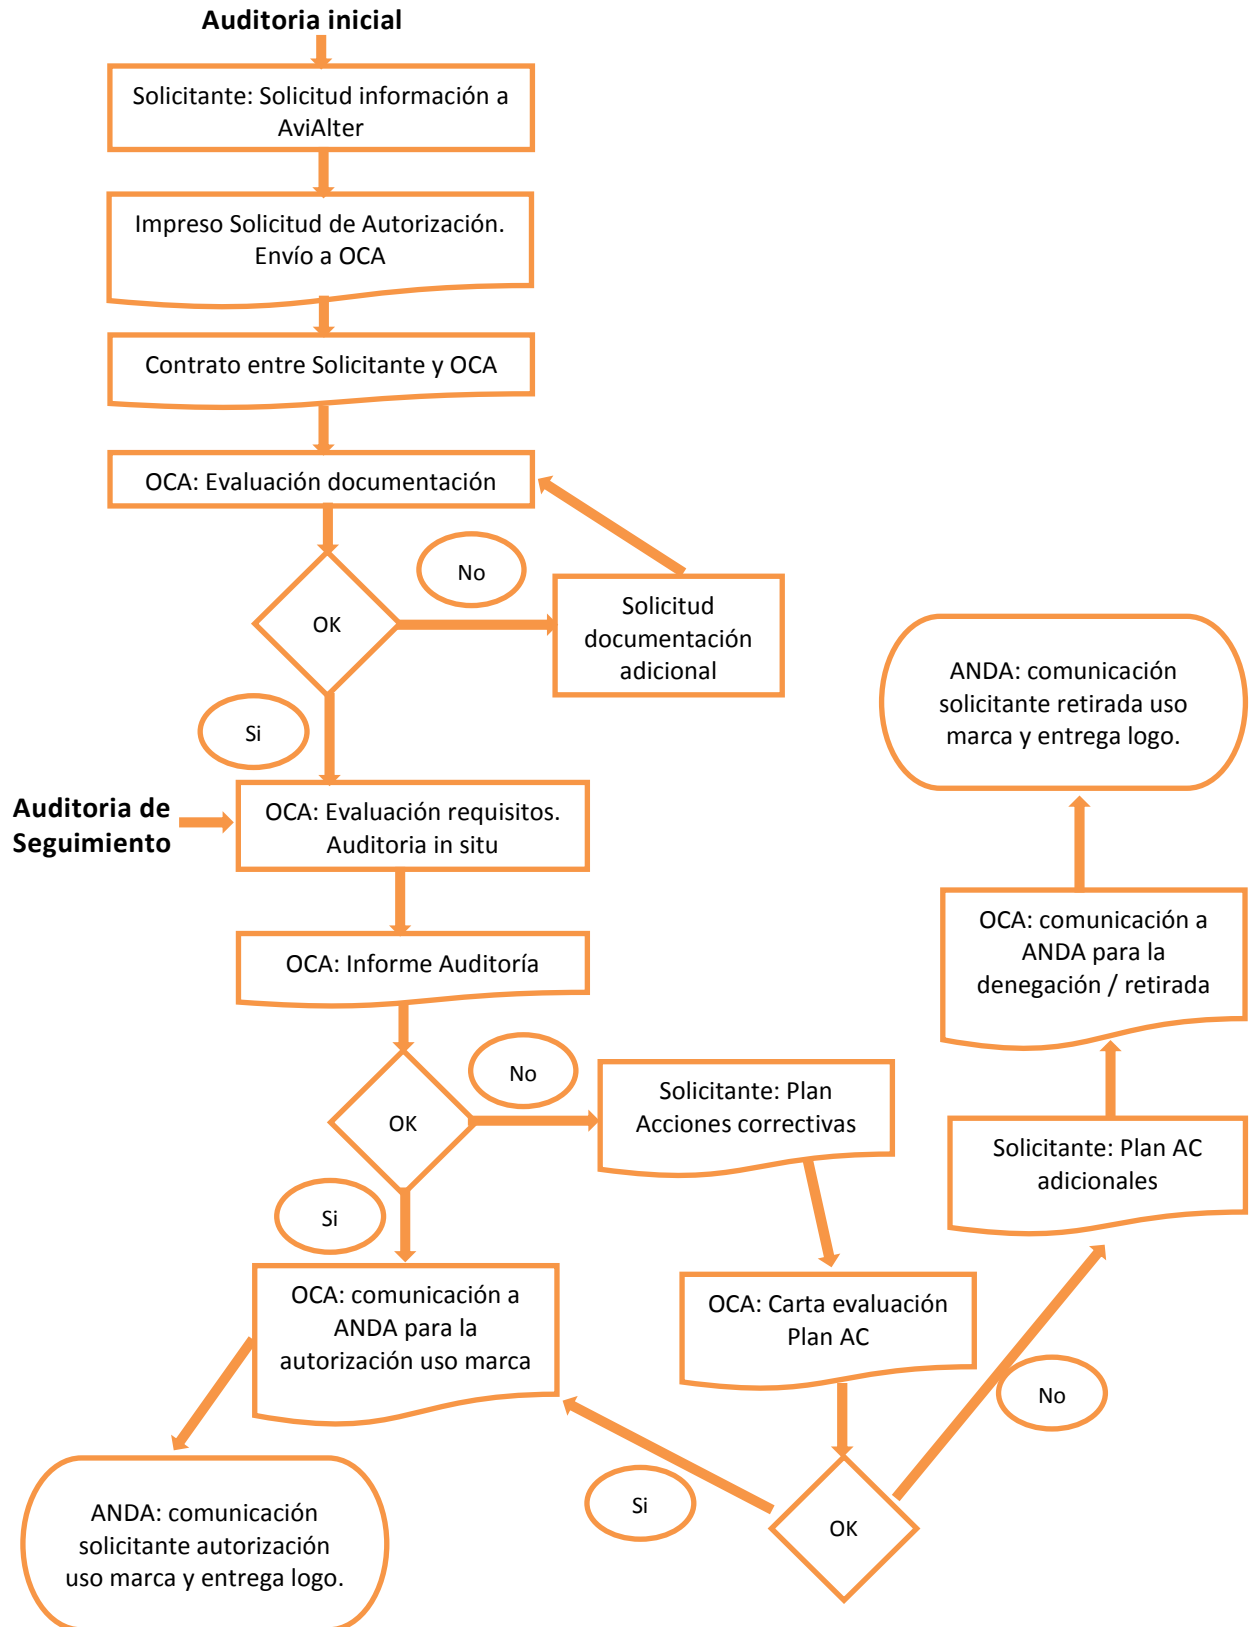 Auditoria inicial
Solicitante: Solicitud información a
AviAlter
Impreso Solicitud de Autorización.
Envío a OCA
Contrato entre Solicitante y OCA
OCA: Evaluación documentación
OK
No
Solicitud
documentación
adicional
Si
Auditoria de
Seguimiento
OCA: Evaluación requisitos.
Auditoria in situ
OCA: Informe Auditoría
OK
No
Solicitante: Plan
Acciones correctivas
Si
OCA: comunicación a
ANDA para la
autorización uso marca
OCA: Carta evaluación
Plan AC
OK
Si
No
ANDA: comunicación
solicitante autorización
uso marca y entrega logo.
Solicitante: Plan AC
adicionales
OCA: comunicación a
ANDA para la
denegación / retirada
ANDA: comunicación
solicitante retirada uso
marca y entrega logo.